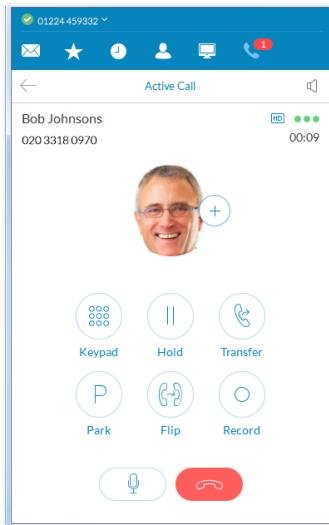 01224 459332
1
Active Call
Bob Johnsons
HD
020 3318 0970
00:09
Keypad
Hold
Transfer
P
Park
Flip
Record